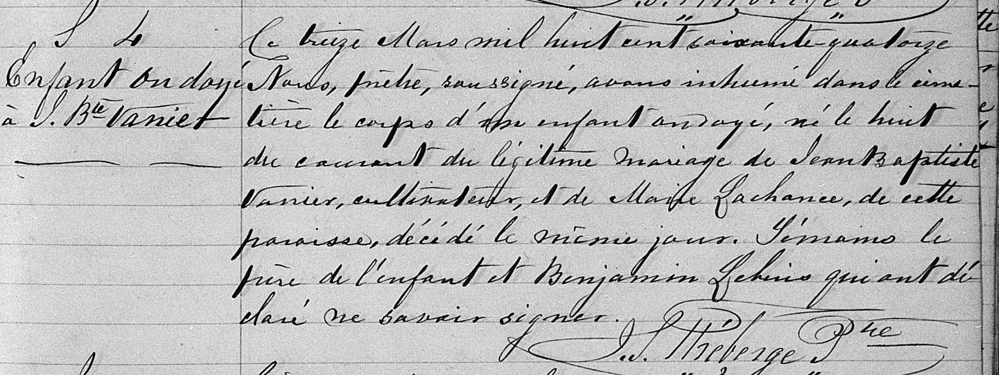 S 4
Enfant ondoyé
à J. Bte Vanier
Ce treize Mars mil huit cent soixante-quatorze
Nous, prêtre, soussigné, avons inhumé dans le cime-
tière le corps d'un enfant ondoyé, né le huit
du courant du légitime mariage de Jean Baptiste
Vanier, cultivateur, et de Marie Lachance, de cette
paroisse, décédé le même jour. Témoins le
père de l'enfant et Benjamin qui ont dé-
claré ne savoir signer.
J. S. Théberge Ptre